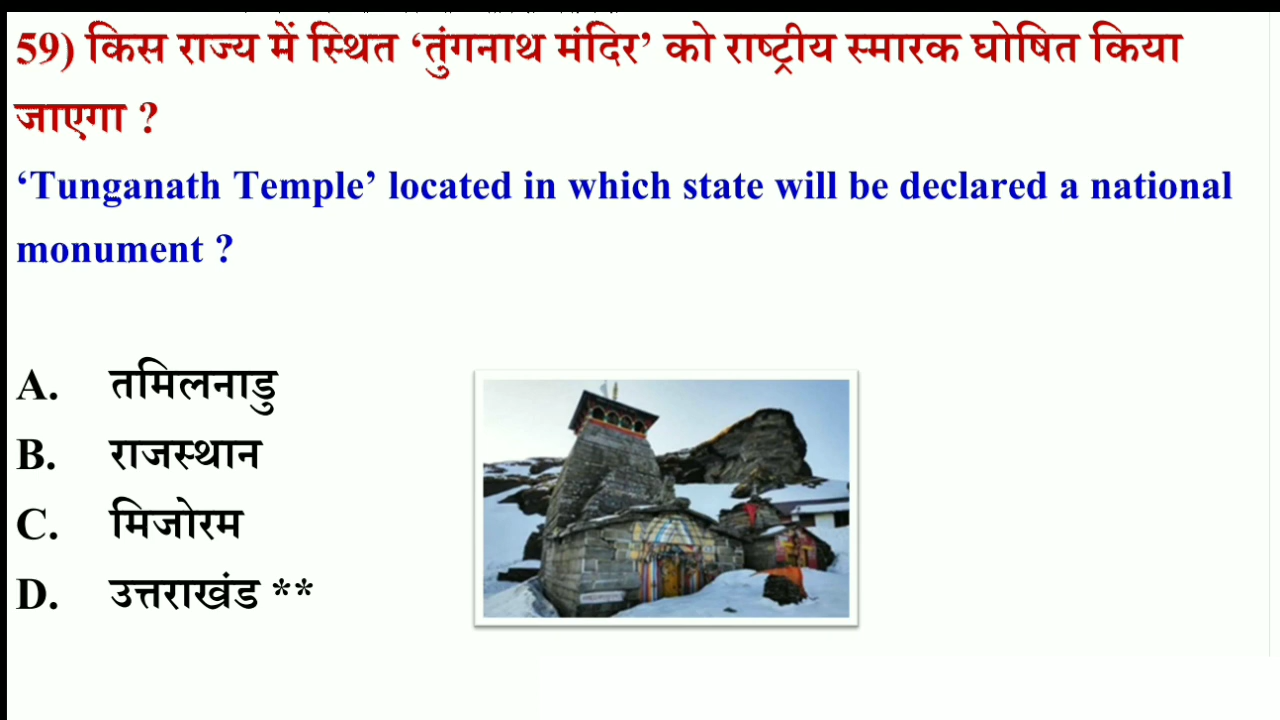 59) किस राज्य में स्थित ‘तुंगनाथ मंदिर’ को राष्ट्रीय स्मारक घोषित किया
जाएगा ?
‘Tunganath Temple’ located in which state will be declared a national
monument ?
A. तमिलनाडु
B. राजस्थान
C. मिजोरम
D. उत्तराखंड **